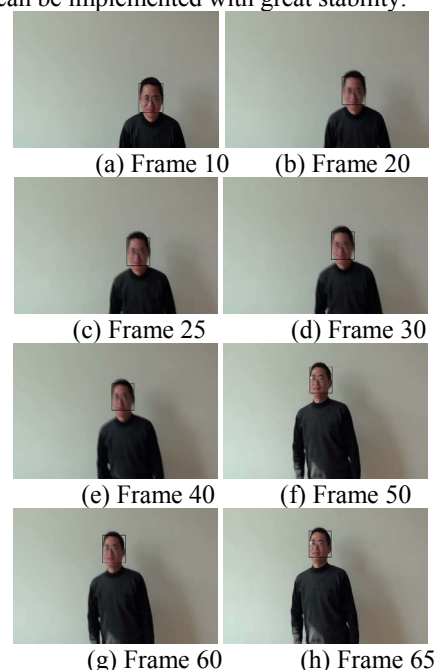 can be implemented with great stability.
(a) Frame 10 (b) Frame 20
(c) Frame 25 (d) Frame 30
(e) Frame 40 (f) Frame 50
(g) Frame 60 (h) Frame 65